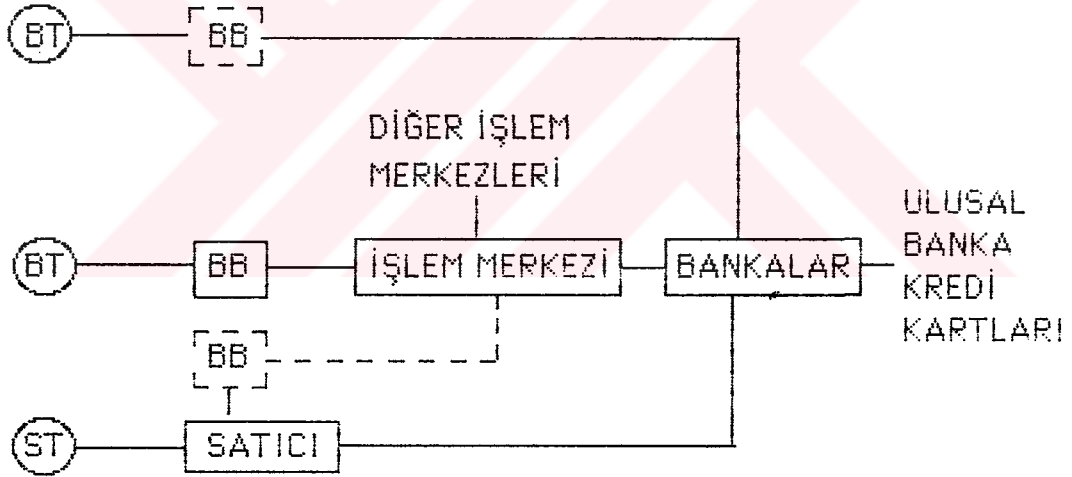 BT
BB
DİĞER İŞLEM
MERKEZLERİ
BT
BB
İŞLEM MERKEZİ
BANKALAR
ULUSAL
BANKA
KREDİ
KARTLARI
BB
ST
SATICI